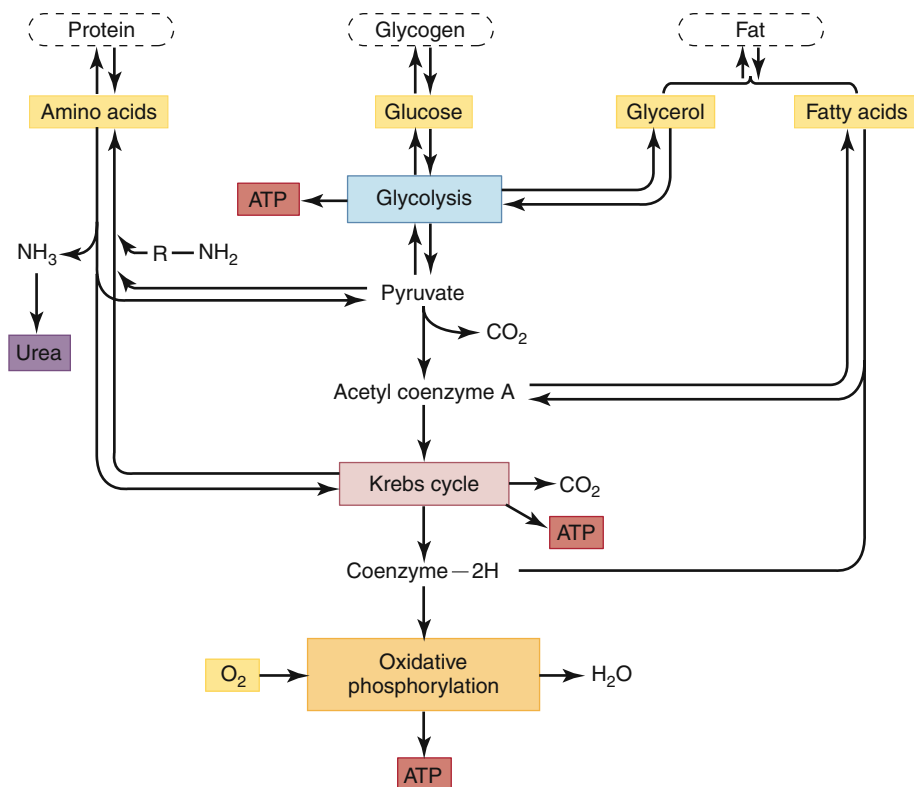 Protein
Glycogen
Fat
Amino acids
Glucose
Glycerol
Fatty acids
ATP
Glycolysis
NH₃
R—NH₂
Pyruvate
CO₂
Urea
Acetyl coenzyme A
Krebs cycle
CO₂
ATP
Coenzyme—2H
O₂
Oxidative
phosphorylation
H₂O
ATP